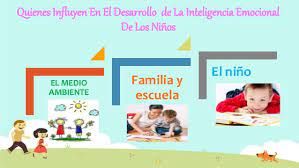 Quienes Influyen En El Desarrollo de La Inteligencia Emocional
De Los Niños
EL MEDIO
AMBIENTE
Familia y
escuela
El niño